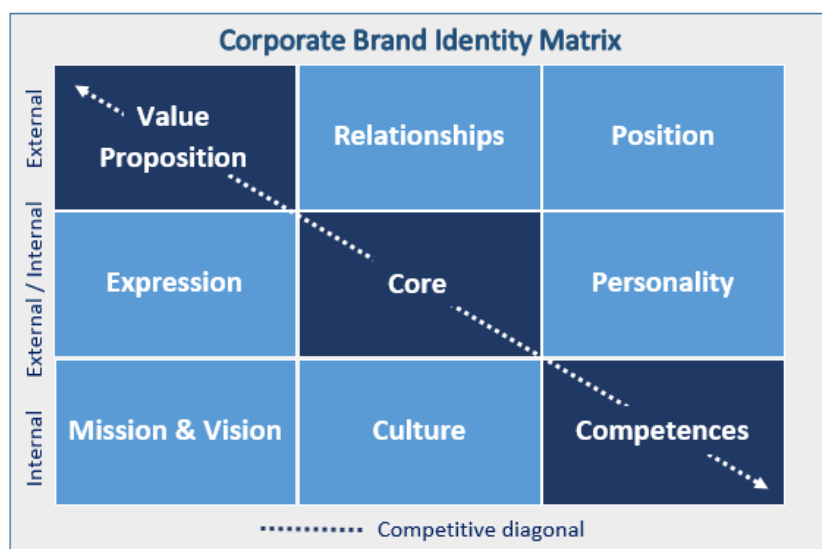 Corporate Brand Identity Matrix
External
Value
Proposition
Relationships
Position
External / Internal
Expression
Core
Personality
Internal
Mission & Vision
Culture
Competences
Competitive diagonal